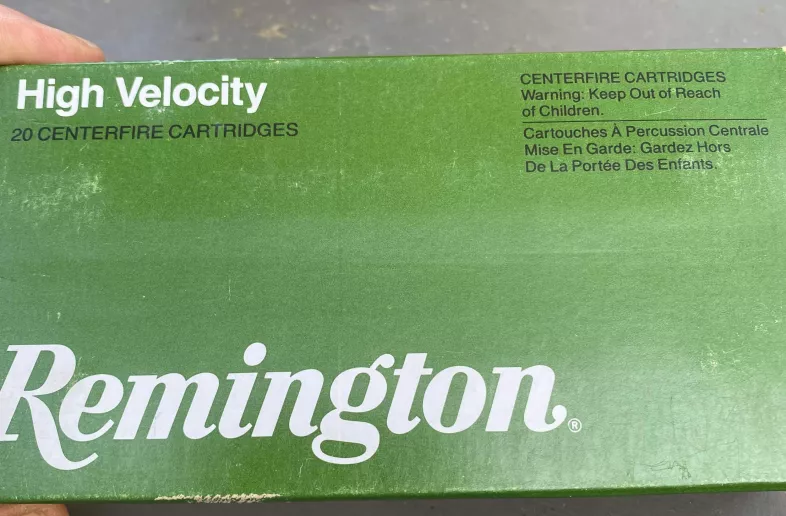 High Velocity
20 CENTERFIRE CARTRIDGES
CENTERFIRE CARTRIDGES
Warning: Keep Out of Reach
of Children.
Cartouches À Percussion Centrale
Mise En Garde: Gardez Hors
De La Portée Des Enfants.
Remington®